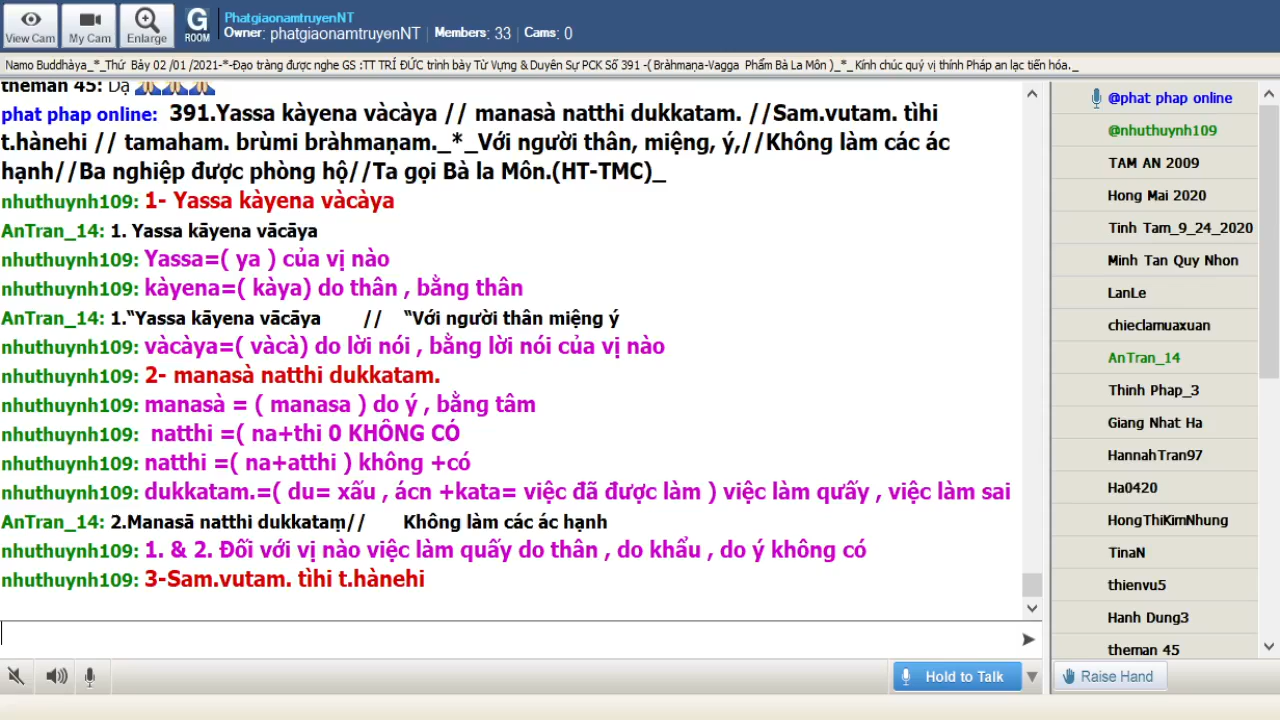 View Cam
My Cam
Enlarge
G
ROOM
PhatgiaonamtruyenNT
Owner: phatgiaonamtruyenNT | Members: 33 | Cams: 0
Namo Buddhàya_*_Thứ Bảy 02 /01 /2021-*-Đạo tràng được nghe GS :TT TRÍ ĐỨC trình bày Từ Vựng & Duyên Sự PCK Số 391 -( Bràhmaṇa-Vagga Phẩm Bà La Môn )_*_ Kính chúc quý vị thính Pháp an lạc tiến hóa._
theman 45: Dạ
phat phap online: 391.Yassa kàyena vàcàya // manasà natthi dukkatam. //Sam.vutam. tìhi
t.hànehi // tamaham. brùmi bràhmaṇam._*_Với người thân, miệng, ý,//Không làm các ác
hạnh//Ba nghiệp được phòng hộ//Ta gọi Bà la Môn.(HT-TMC)_
nhuthuynh109: 1- Yassa kàyena vàcàya
AnTran_14: 1. Yassa kāyena vācāya
nhuthuynh109: Yassa=( ya ) của vị nào
nhuthuynh109: kàyena=( kàya) do thân , bằng thân
AnTran_14: 1.“Yassa kāyena vācāya // “Với người thân miệng ý
nhuthuynh109: vàcàya=( vàcà) do lời nói , bằng lời nói của vị nào
nhuthuynh109: 2- manasà natthi dukkatam.
nhuthuynh109: manasà = ( manasa ) do ý , bằng tâm
nhuthuynh109: natthi =( na+thi 0 KHÔNG CÓ
nhuthuynh109: natthi =( na+atthi ) không +có
nhuthuynh109: dukkatam.=( du= xấu , ácn +kata= việc đã được làm ) việc làm quấy , việc làm sai
AnTran_14: 2.Manasā natthi dukkataṃ// Không làm các ác hạnh
nhuthuynh109: 1. & 2. Đối với vị nào việc làm quấy do thân , do khẩu , do ý không có
nhuthuynh109: 3-Sam.vutam. tìhi t.hànehi
Hold to Talk
@phat phap online
@nhuthuynh109
TAM AN 2009
Hong Mai 2020
Tinh Tam_9_24_2020
Minh Tan Quy Nhon
LanLe
chieclamuaxuan
AnTran_14
Thinh Phap_3
Giang Nhat Ha
HannahTran97
Ha0420
HongThiKimNhung
TinaN
thienvu5
Hanh Dung3
theman 45
Raise Hand